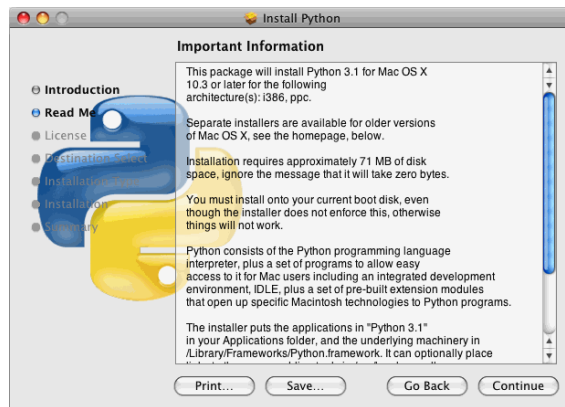 Install Python
Important Information
Introduction
Read Me
License
Destination Select
Installation Type
Installation
Summary
This package will install Python 3.1 for Mac OS X
10.3 or later for the following
architecture(s): i386, ppc.
Separate installers are available for older versions
of Mac OS X, see the homepage, below.
Installation requires approximately 71 MB of disk
space, ignore the message that it will take zero bytes.
You must install onto your current boot disk, even
though the installer does not enforce this, otherwise
things will not work.
Python consists of the Python programming language
interpreter, plus a set of programs to allow easy
access to it for Mac users including an integrated development
environment, IDLE, plus a set of pre-built extension modules
that open up specific Macintosh technologies to Python programs.
The installer puts the applications in "Python 3.1"
in your Applications folder, and the underlying machinery in
/Library/Frameworks/Python.framework. It can optionally place
Print...
Save...
Go Back
Continue